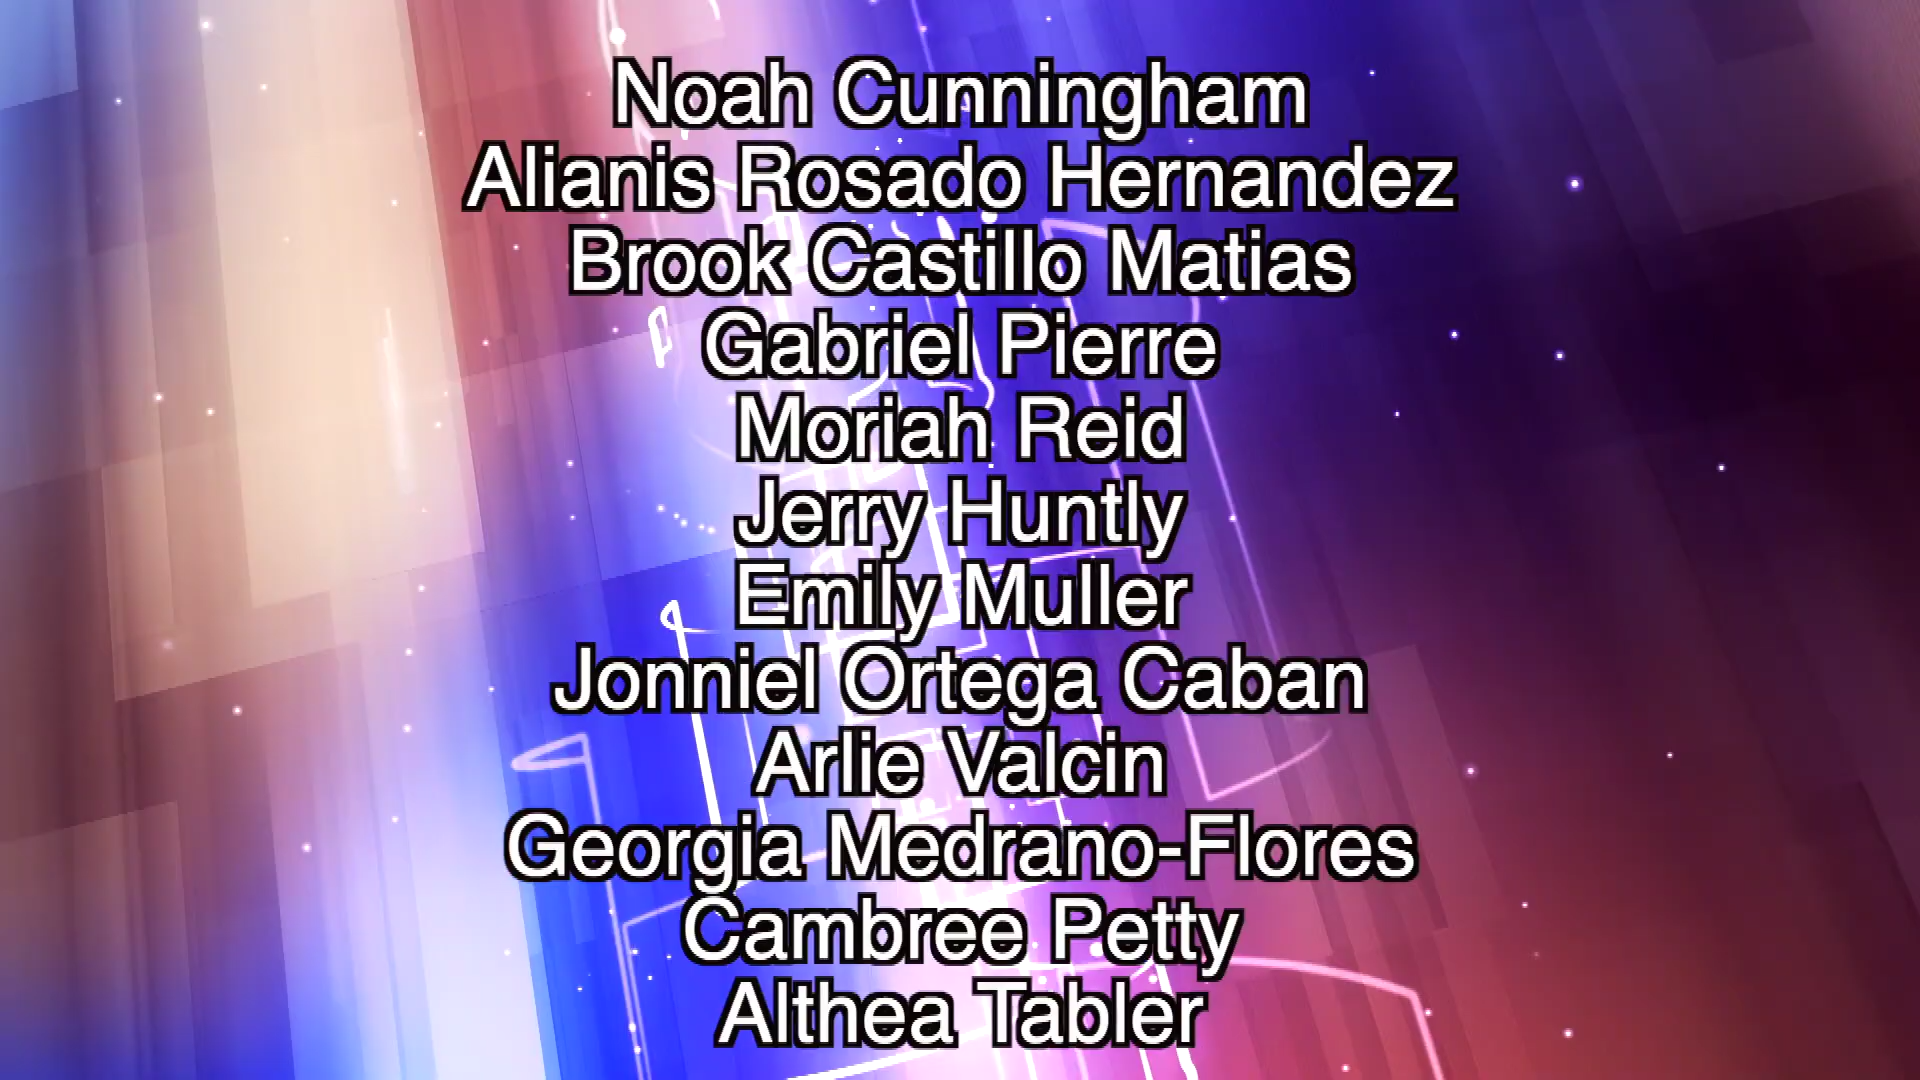 Noah Cunningham
Alianis Rosado Hernandez
Brook Castillo Matias
Gabriel Pierre
Moriah Reid
Jerry Huntly
Emily Muller
Jonniel Ortega Caban
Arlie Valcin
Georgia Medrano-Flores
Cambree Petty
Althea Tabler